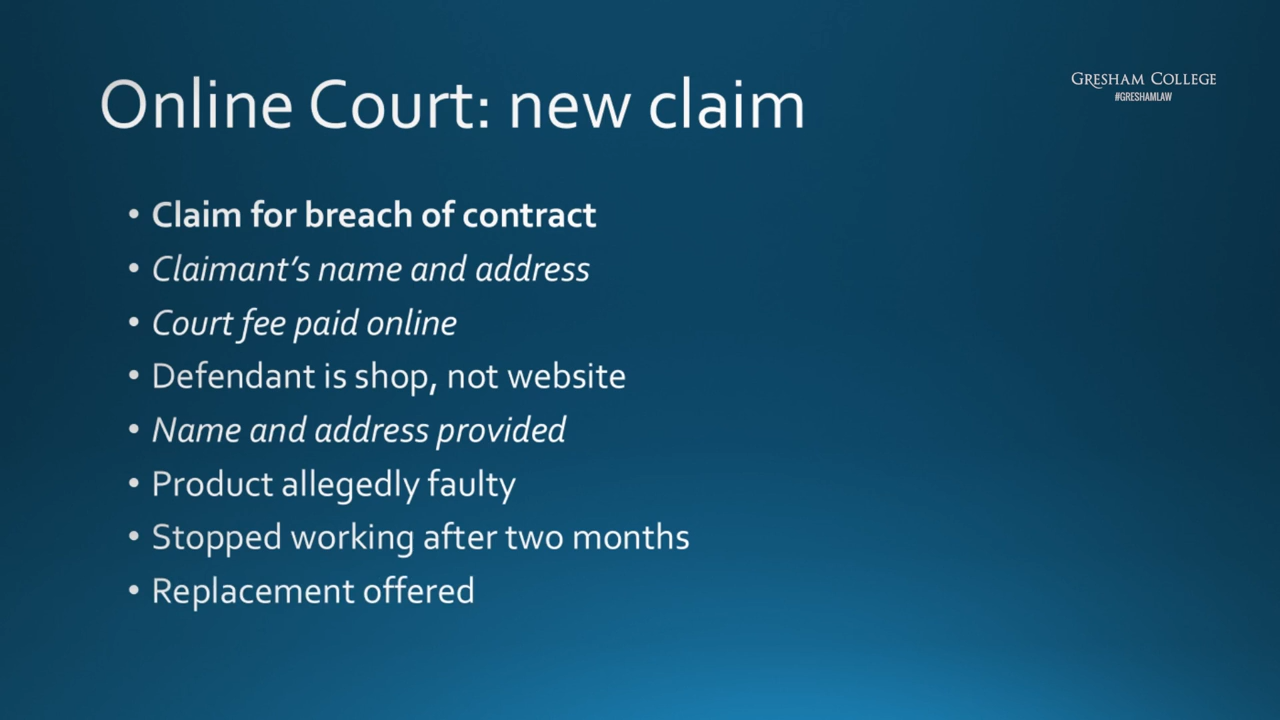 Online Court: new claim
GRESHAM COLLEGE
#GRESHAMLAW
• Claim for breach of contract
• Claimant’s name and address
• Court fee paid online
• Defendant is shop, not website
• Name and address provided
• Product allegedly faulty
• Stopped working after two months
• Replacement offered